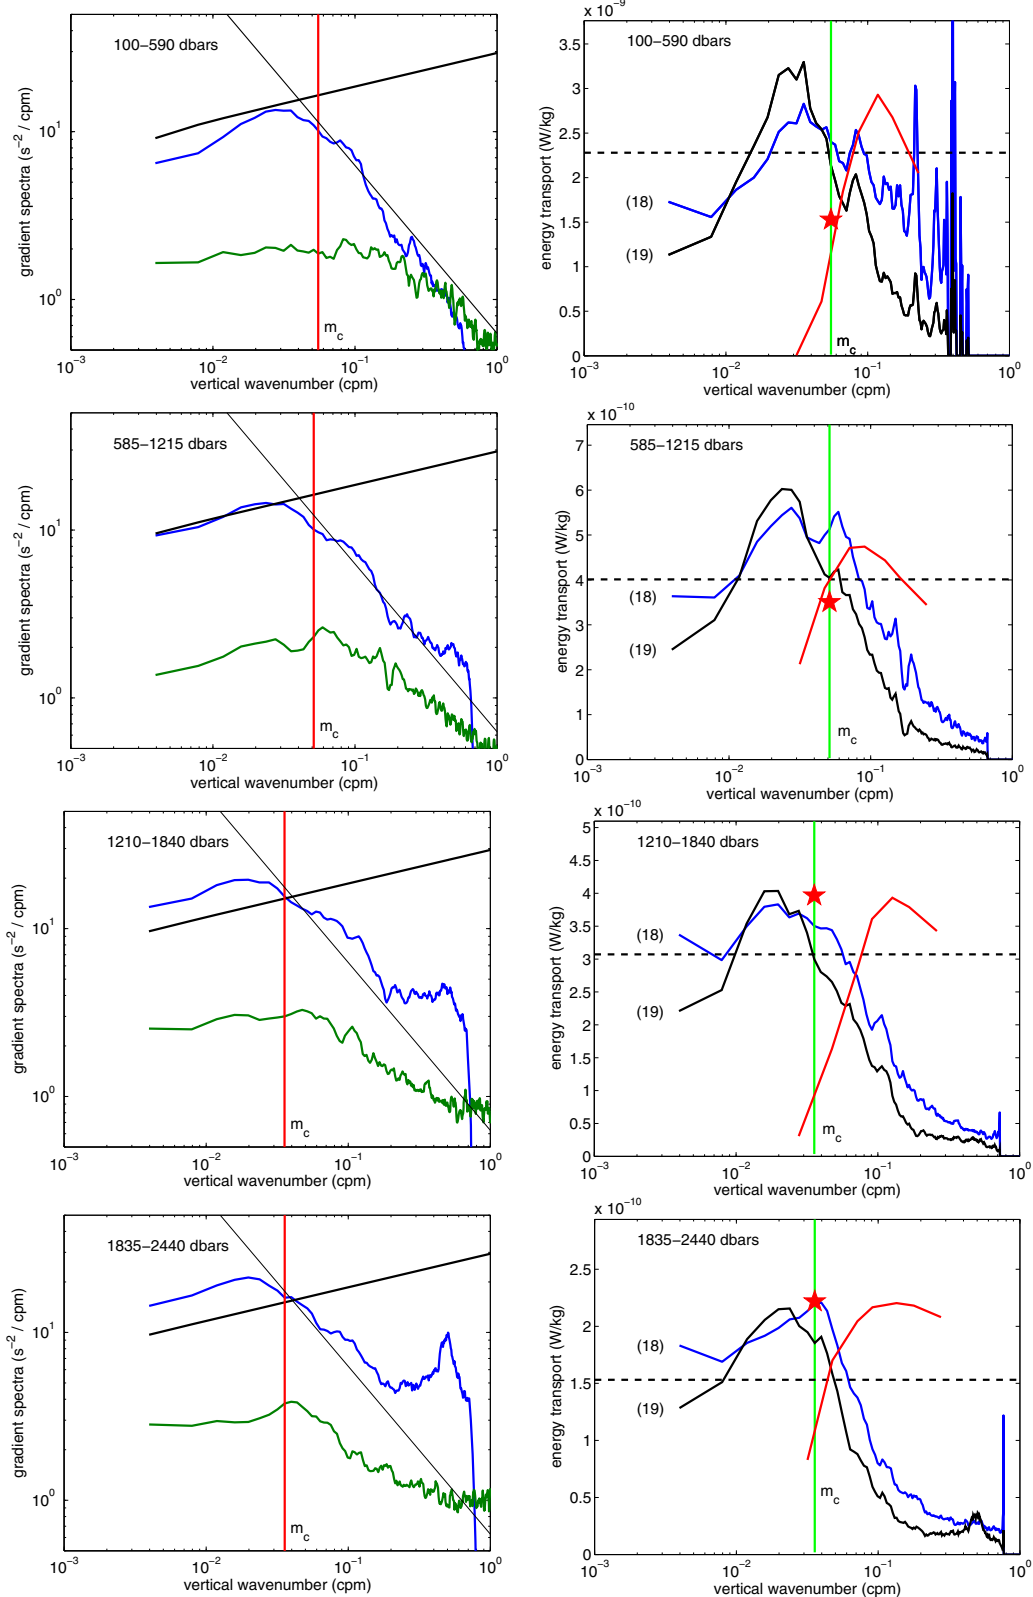 100−590 dbars
gradient spectra (s⁻² / cpm)
10¹
10⁰
m_c
10⁻³ 10⁻² 10⁻¹ 10⁰
vertical wavenumber (cpm)
x 10⁻⁹
100−590 dbars
energy transport (W/kg)
3.5
3
2.5
2
1.5
1
0.5
0
(18)
(19)
m_c
10⁻³ 10⁻² 10⁻¹ 10⁰
vertical wavenumber (cpm)
585−1215 dbars
gradient spectra (s⁻² / cpm)
10¹
10⁰
m_c
10⁻³ 10⁻² 10⁻¹ 10⁰
vertical wavenumber (cpm)
x 10⁻¹⁰
585−1215 dbars
energy transport (W/kg)
7
6
5
4
3
2
1
0
(18)
(19)
m_c
10⁻³ 10⁻² 10⁻¹ 10⁰
vertical wavenumber (cpm)
1210−1840 dbars
gradient spectra (s⁻² / cpm)
10¹
10⁰
m_c
10⁻³ 10⁻² 10⁻¹ 10⁰
vertical wavenumber (cpm)
x 10⁻¹⁰
1210−1840 dbars
energy transport (W/kg)
5
4.5
4
3.5
3
2.5
2
1.5
1
0.5
0
(18)
(19)
m_c
10⁻³ 10⁻² 10⁻¹ 10⁰
vertical wavenumber (cpm)
1835−2440 dbars
gradient spectra (s⁻² / cpm)
10¹
10⁰
m_c
10⁻³ 10⁻² 10⁻¹ 10⁰
vertical wavenumber (cpm)
x 10⁻¹⁰
1835−2440 dbars
energy transport (W/kg)
2.5
2
1.5
1
0.5
0
(18)
(19)
m_c
10⁻³ 10⁻² 10⁻¹ 10⁰
vertical wavenumber (cpm)